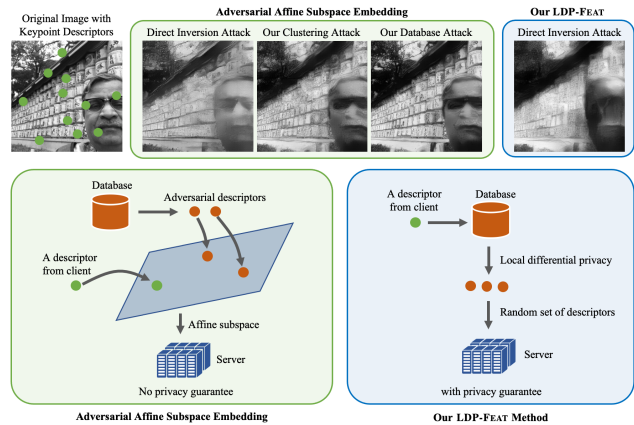 Original Image with
Keypoint Descriptors
Adversarial Affine Subspace Embedding
Direct Inversion Attack
Our Clustering Attack
Our Database Attack
Our LDP-FEAT
Direct Inversion Attack
Database
Adversarial descriptors
A descriptor
from client
Affine subspace
Server
No privacy guarantee
Adversarial Affine Subspace Embedding
A descriptor
from client
Database
Local differential privacy
Random set of descriptors
Server
with privacy guarantee
Our LDP-FEAT Method